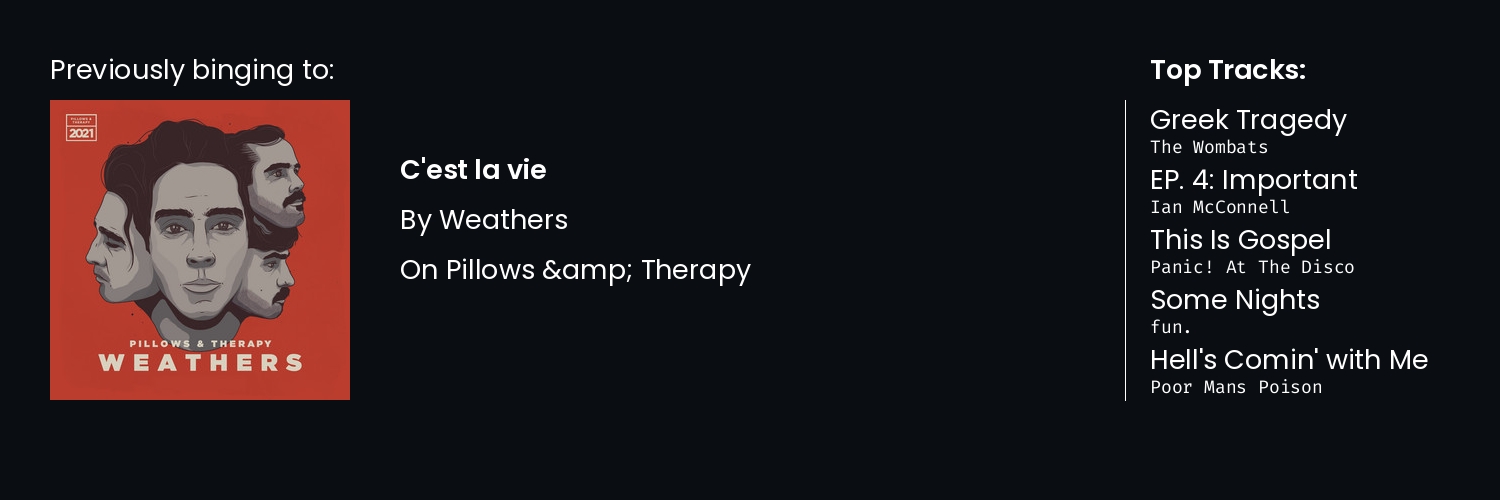 Previously binging to:
PILLOWS &
THERAPY
2021
PILLOWS & THERAPY
WEATHERS
C'est la vie
By Weathers
On Pillows &amp; Therapy
Top Tracks:
Greek Tragedy
The Wombats
EP. 4: Important
Ian McConnell
This Is Gospel
Panic! At The Disco
Some Nights
fun.
Hell's Comin' with Me
Poor Mans Poison